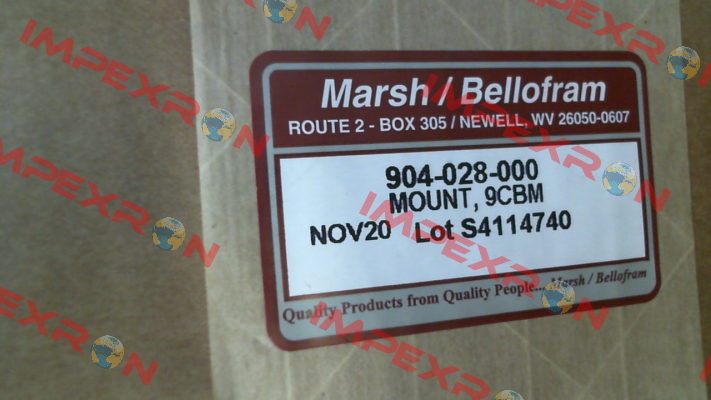 Marsh / Bellofram
ROUTE 2 - BOX 305 / NEWELL, WV 26050-0607
904-028-000
MOUNT, 9CBM
NOV20 Lot S4114740
Quality Products from Quality People... Marsh / Bellofram
IMPEXRON
IMPEXRON
IMPEXRON
IMPEXRON
IMPEXRON
IMPEXRON